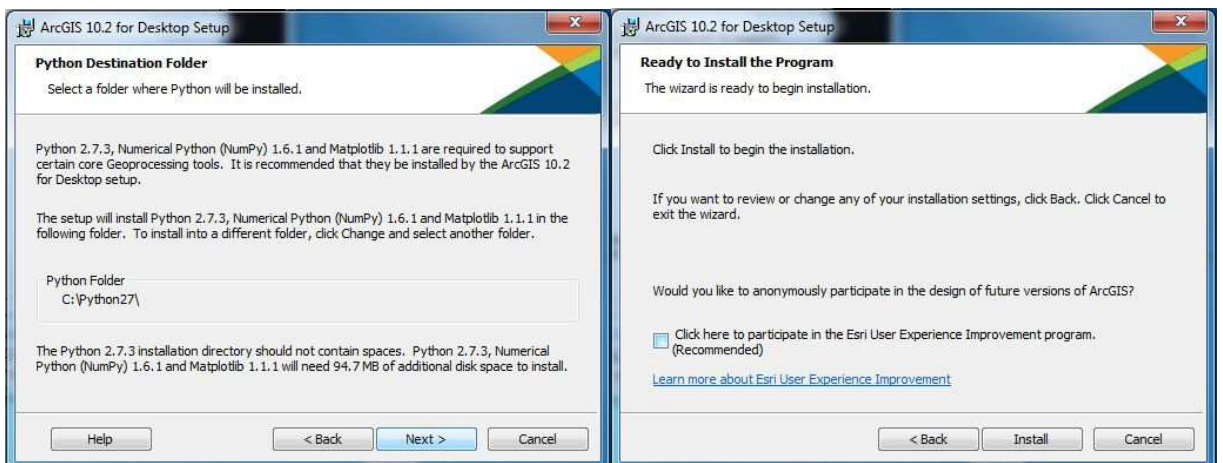 ArcGIS 10.2 for Desktop Setup
X
Python Destination Folder
Select a folder where Python will be installed.
Python 2.7.3, Numerical Python (NumPy) 1.6.1 and Matplotlib 1.1.1 are required to support
certain core Geoprocessing tools. It is recommended that they be installed by the ArcGIS 10.2
for Desktop setup.
The setup will install Python 2.7.3, Numerical Python (NumPy) 1.6.1 and Matplotlib 1.1.1 in the
following folder. To install into a different folder, click Change and select another folder.
Python Folder
C:\Python27\
The Python 2.7.3 installation directory should not contain spaces. Python 2.7.3, Numerical
Python (NumPy) 1.6.1 and Matplotlib 1.1.1 will need 94.7 MB of additional disk space to install.
Help
< Back
Next >
Cancel
ArcGIS 10.2 for Desktop Setup
X
Ready to Install the Program
The wizard is ready to begin installation.
Click Install to begin the installation.
If you want to review or change any of your installation settings, click Back. Click Cancel to
exit the wizard.
Would you like to anonymously participate in the design of future versions of ArcGIS?
Click here to participate in the Esri User Experience Improvement program.
(Recommended)
Learn more about Esri User Experience Improvement
< Back
Install
Cancel